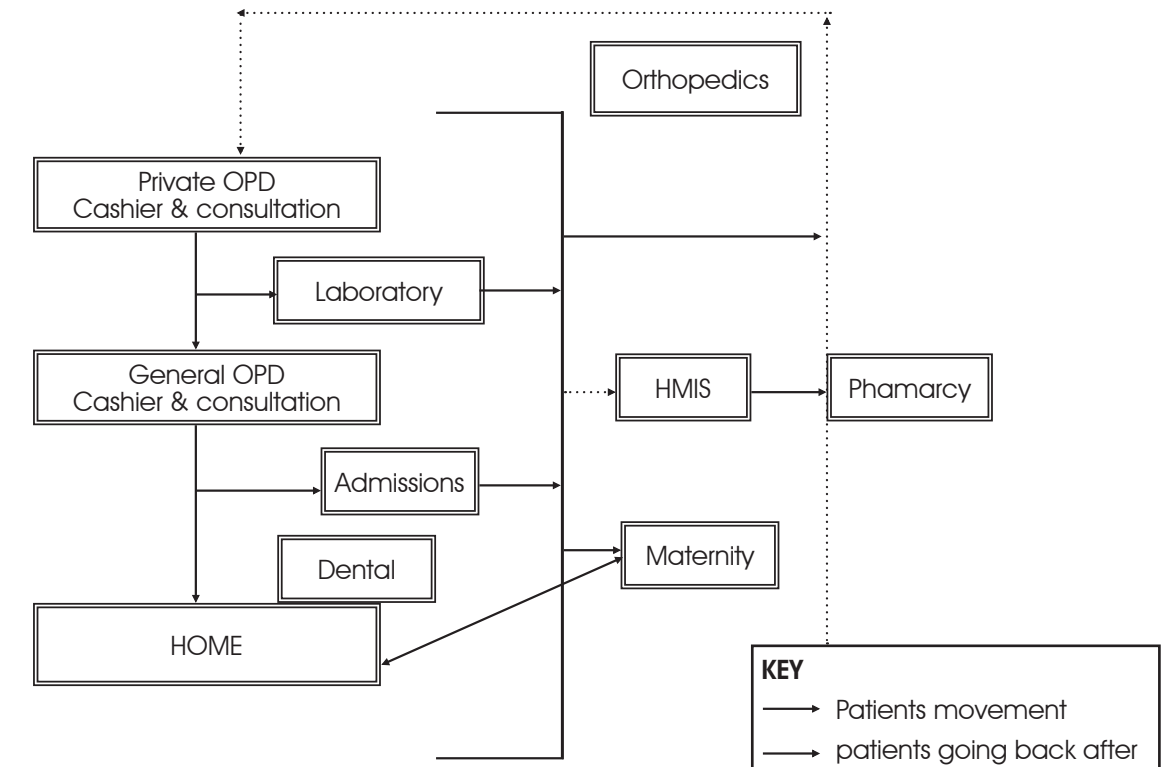 Orthopedics
Private OPD
Cashier & consultation
Laboratory
General OPD
Cashier & consultation
HMIS
Phamarcy
Admissions
Maternity
Dental
HOME
KEY
Patients movement
patients going back after